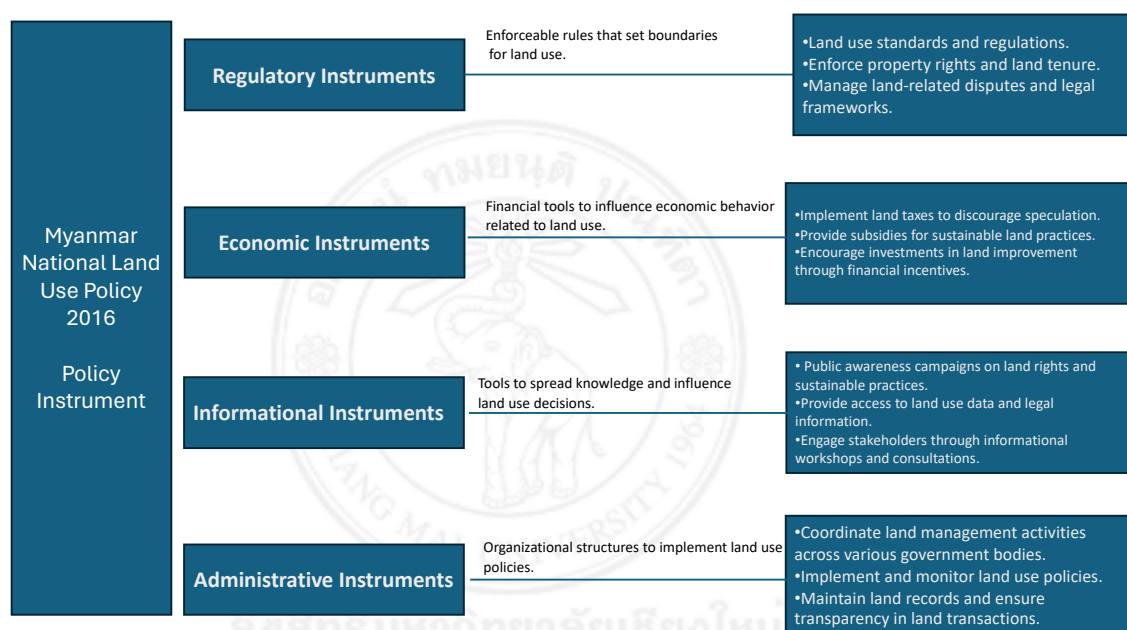 Myanmar
National Land
Use Policy
2016
Policy
Instrument
Regulatory Instruments
Enforceable rules that set boundaries
for land use.
•Land use standards and regulations.
•Enforce property rights and land tenure.
•Manage land-related disputes and legal
frameworks.
Economic Instruments
Financial tools to influence economic behavior
related to land use.
•Implement land taxes to discourage speculation.
•Provide subsidies for sustainable land practices.
•Encourage investments in land improvement
through financial incentives.
Informational Instruments
Tools to spread knowledge and influence
land use decisions.
• Public awareness campaigns on land rights and
sustainable practices.
•Provide access to land use data and legal
information.
•Engage stakeholders through informational
workshops and consultations.
Administrative Instruments
Organizational structures to implement land use
policies.
•Coordinate land management activities
across various government bodies.
•Implement and monitor land use policies.
•Maintain land records and ensure
transparency in land transactions.